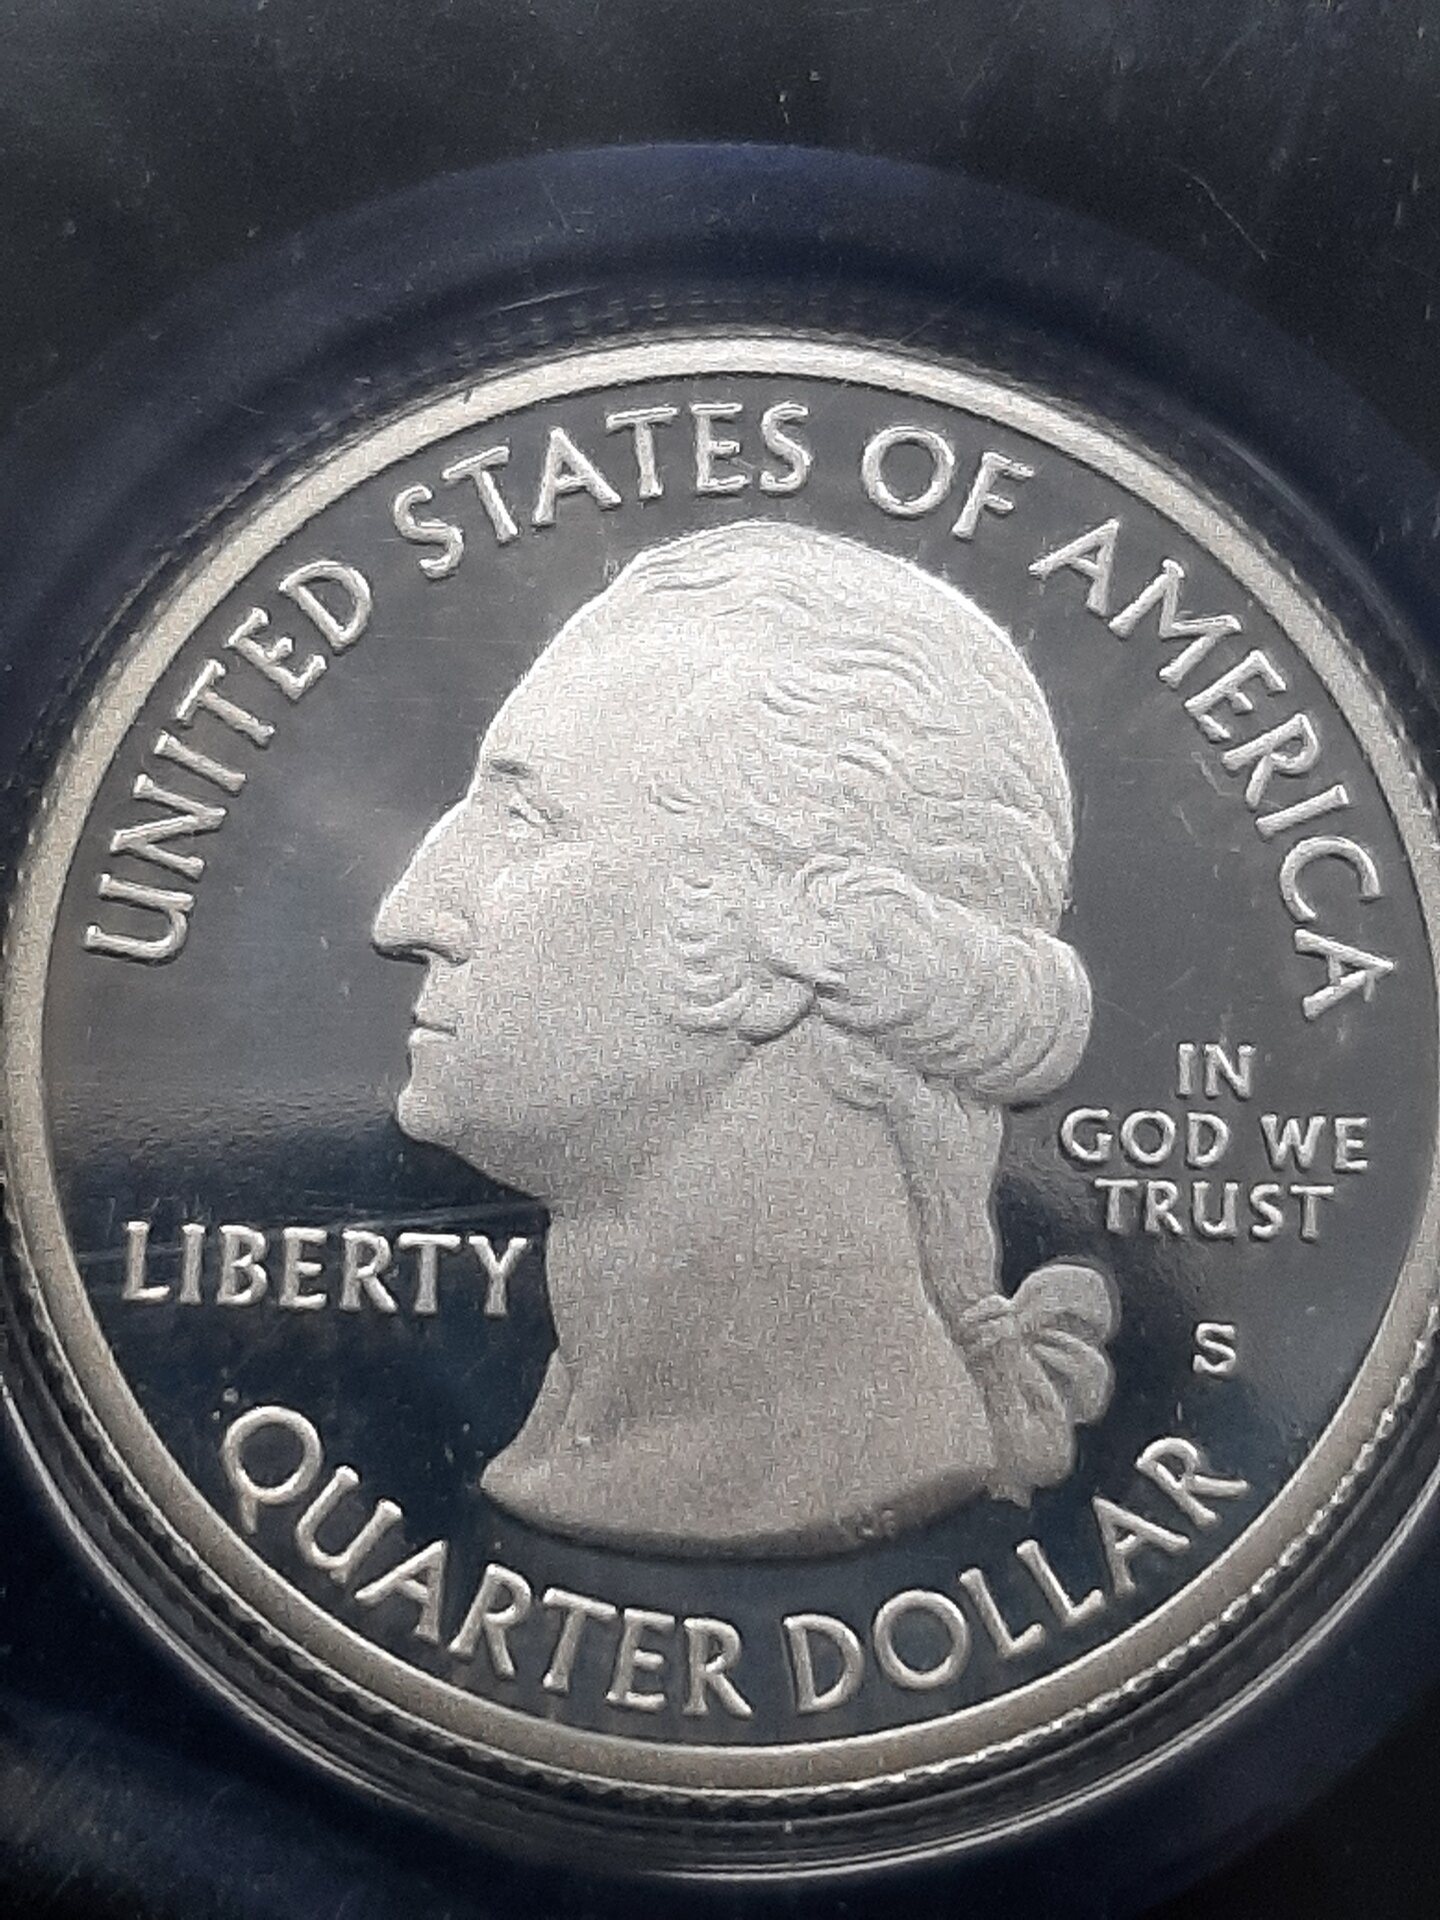 UNITED STATES OF AMERICA
IN
GOD WE
TRUST
LIBERTY
S
QUARTER DOLLAR